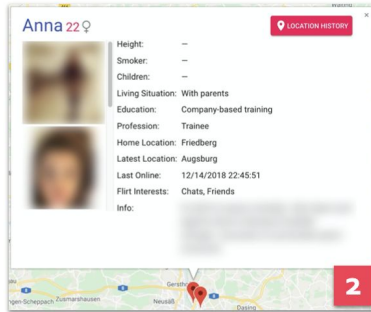 Anna 22♀
LOCATION HISTORY
×
Height: –
Smoker: –
Children: –
Living Situation: With parents
Education: Company-based training
Profession: Trainee
Home Location: Friedberg
Latest Location: Augsburg
Last Online: 12/14/2018 22:45:51
Flirt Interests: Chats, Friends
Info:
Zusmarshausen
Neusäß
Dasing
2